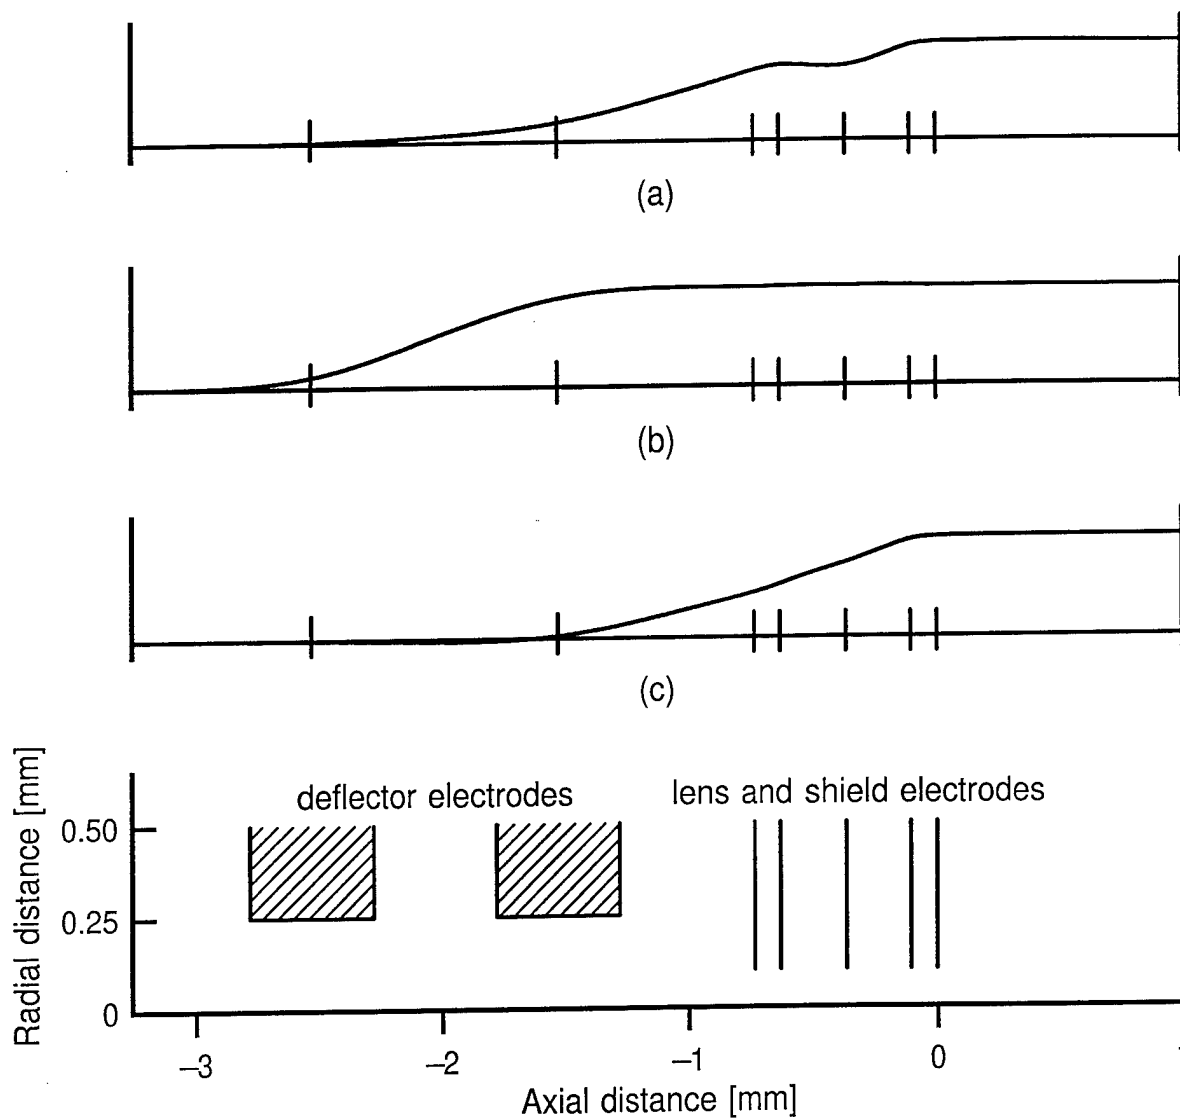 (a)
(b)
(c)
Radial distance [mm]
deflector electrodes
lens and shield electrodes
0.50
0.25
0
–3
–2
–1
0
Axial distance [mm]